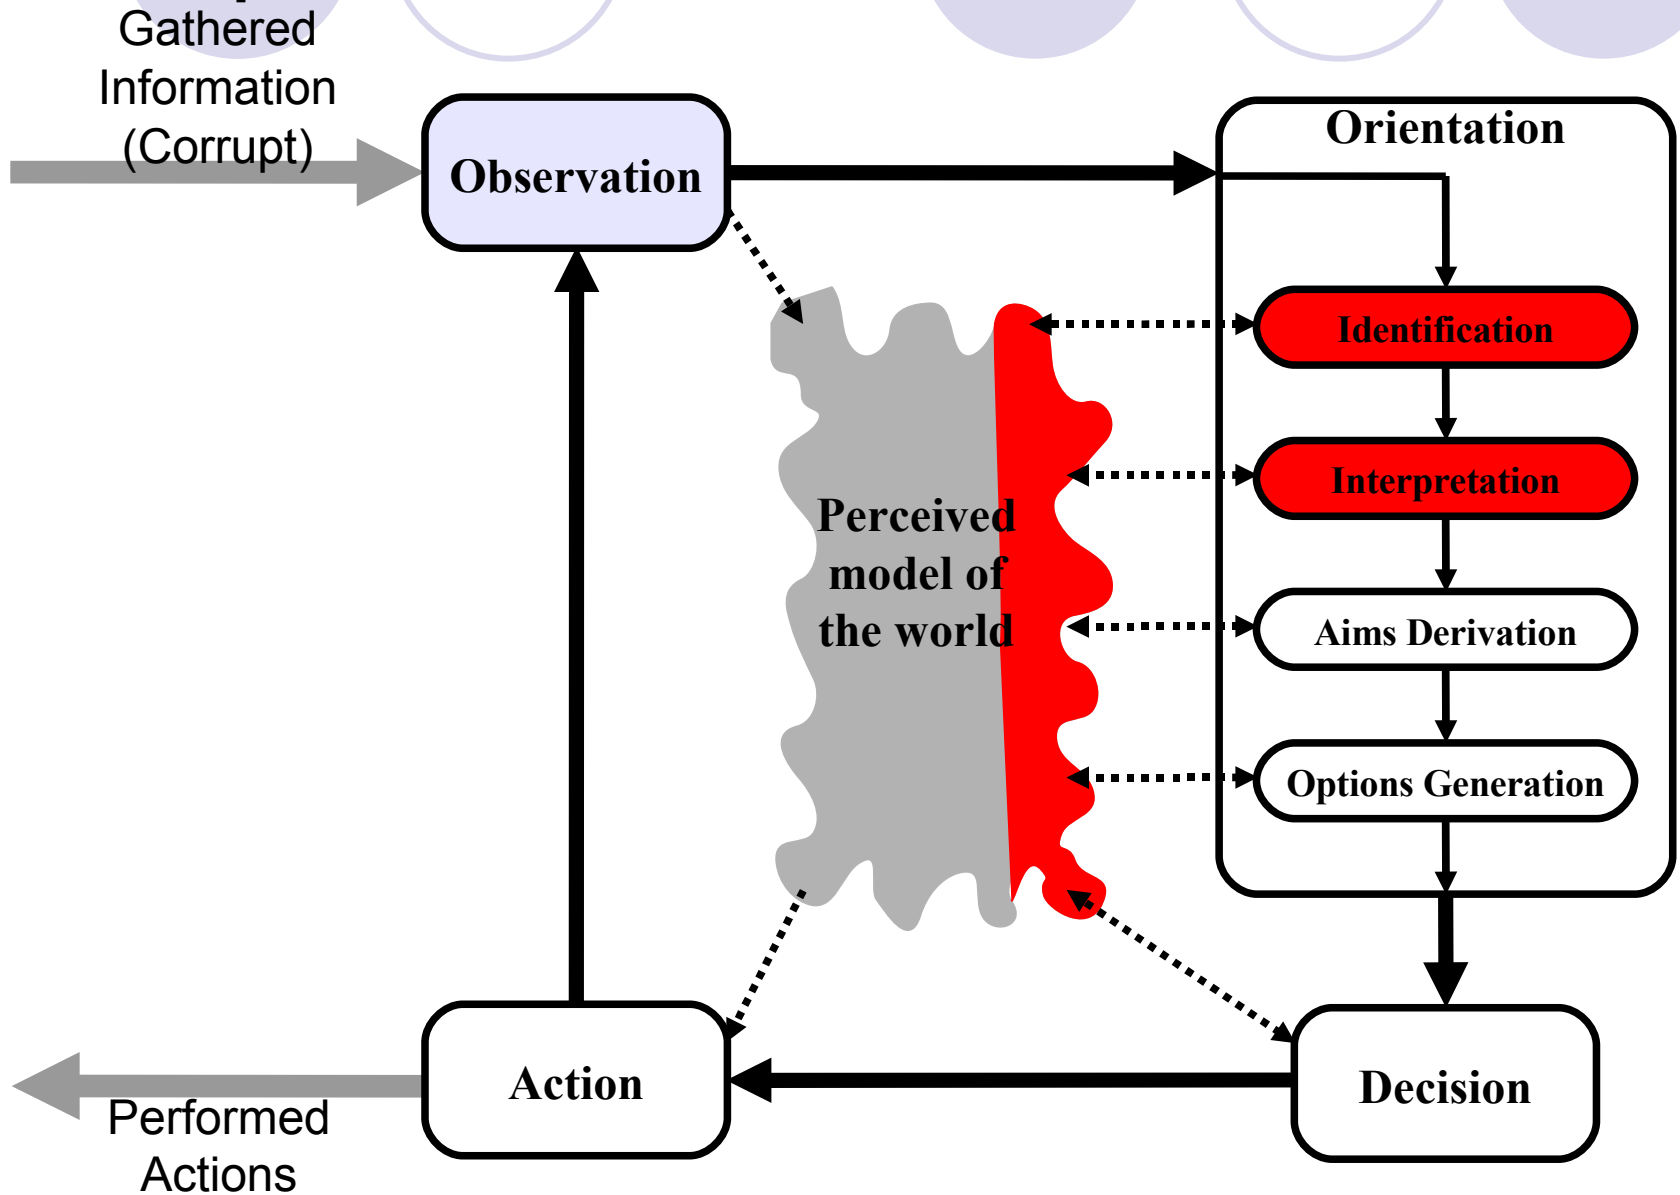 Gathered
Information
(Corrupt)
Observation
Orientation
Identification
Interpretation
Perceived
model of
the world
Aims Derivation
Options Generation
Action
Decision
Performed
Actions